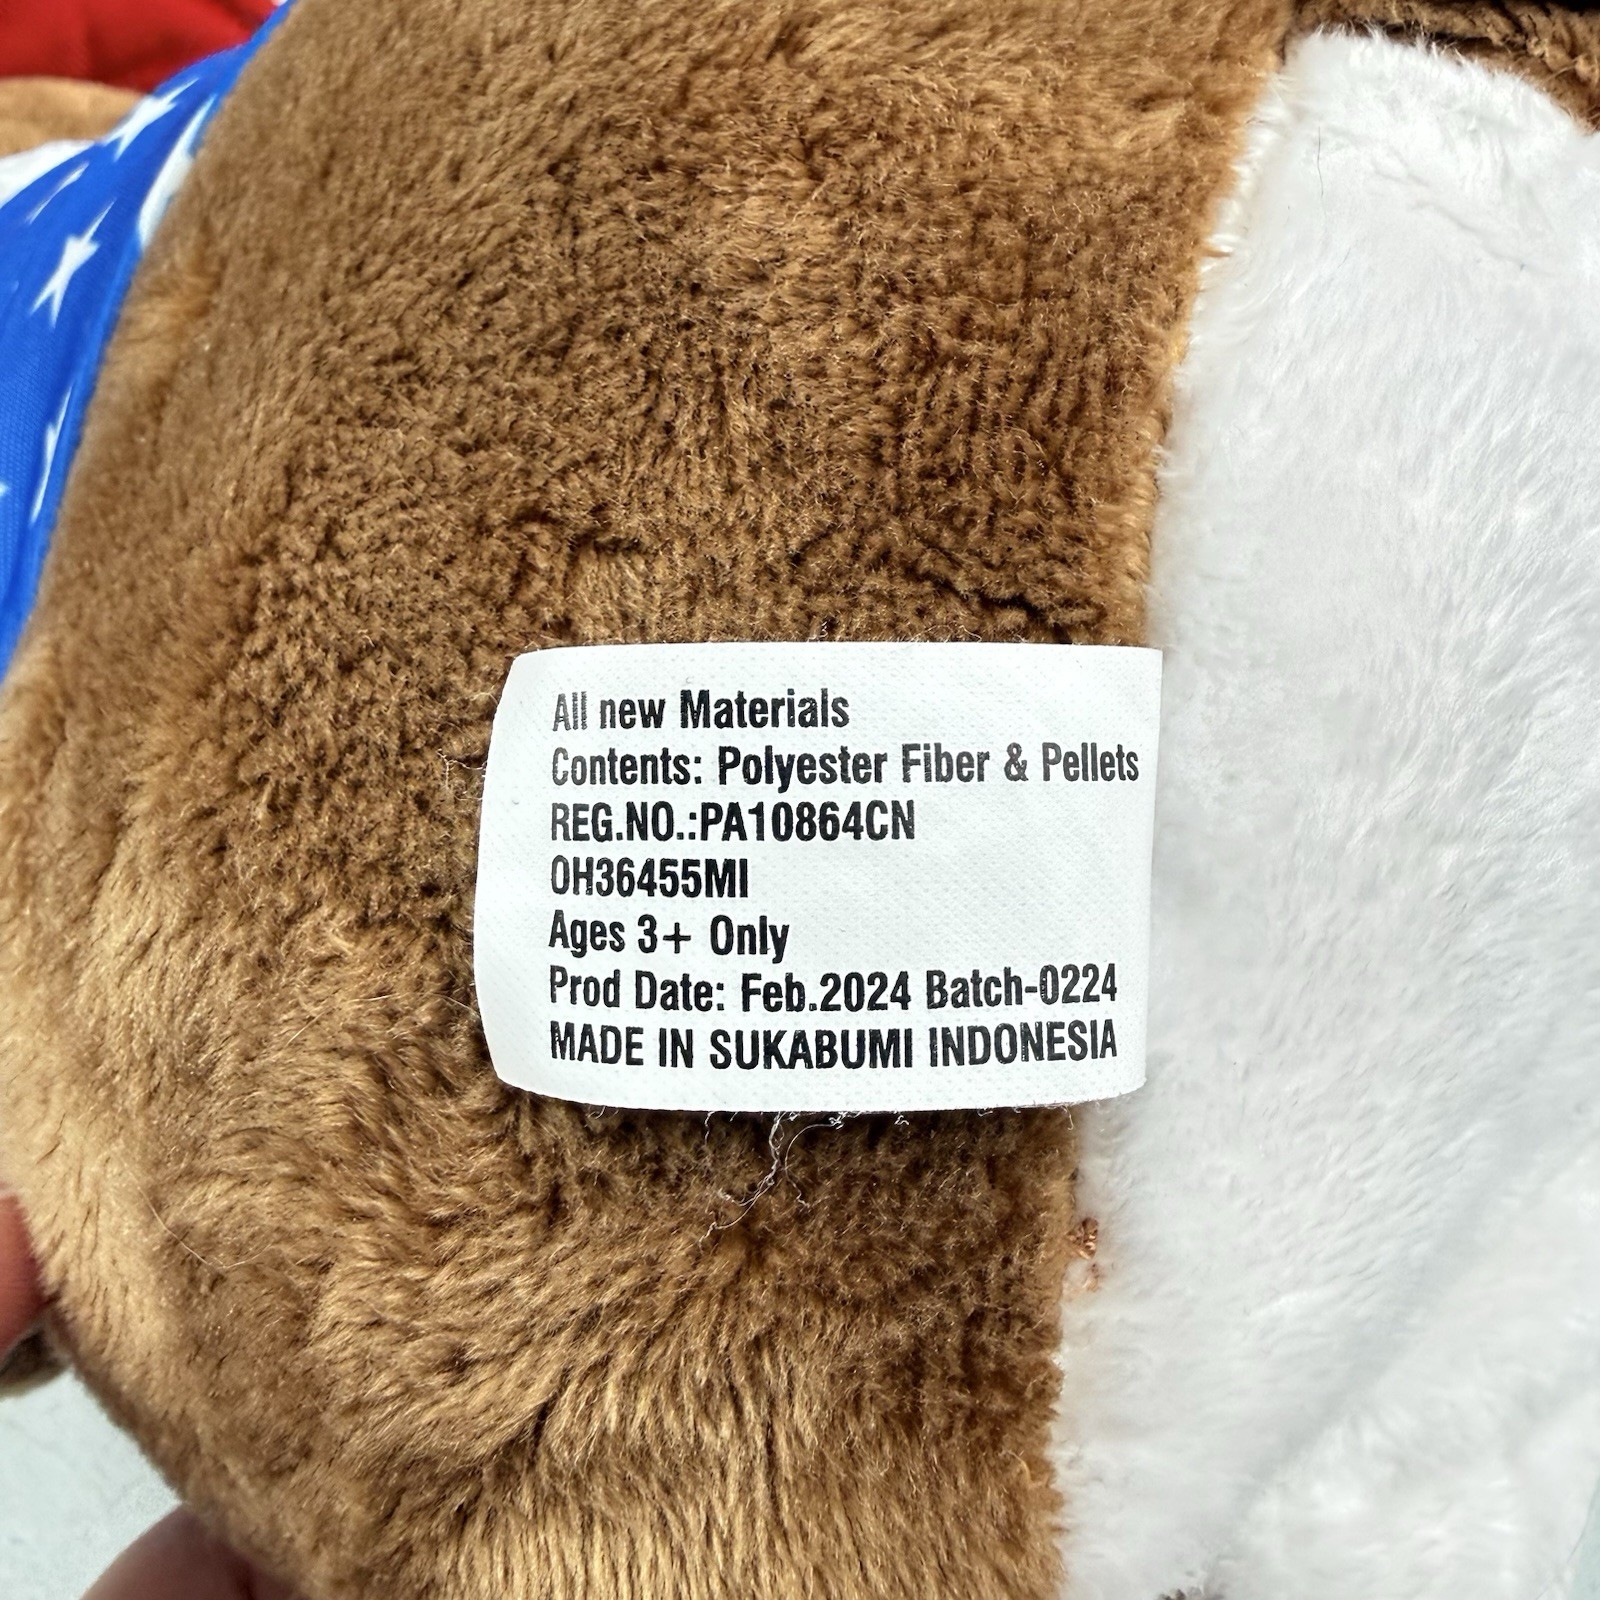 All new Materials
Contents: Polyester Fiber & Pellets
REG.NO.:PA10864CN
OH36455MI
Ages 3+ Only
Prod Date: Feb.2024 Batch-0224
MADE IN SUKABUMI INDONESIA